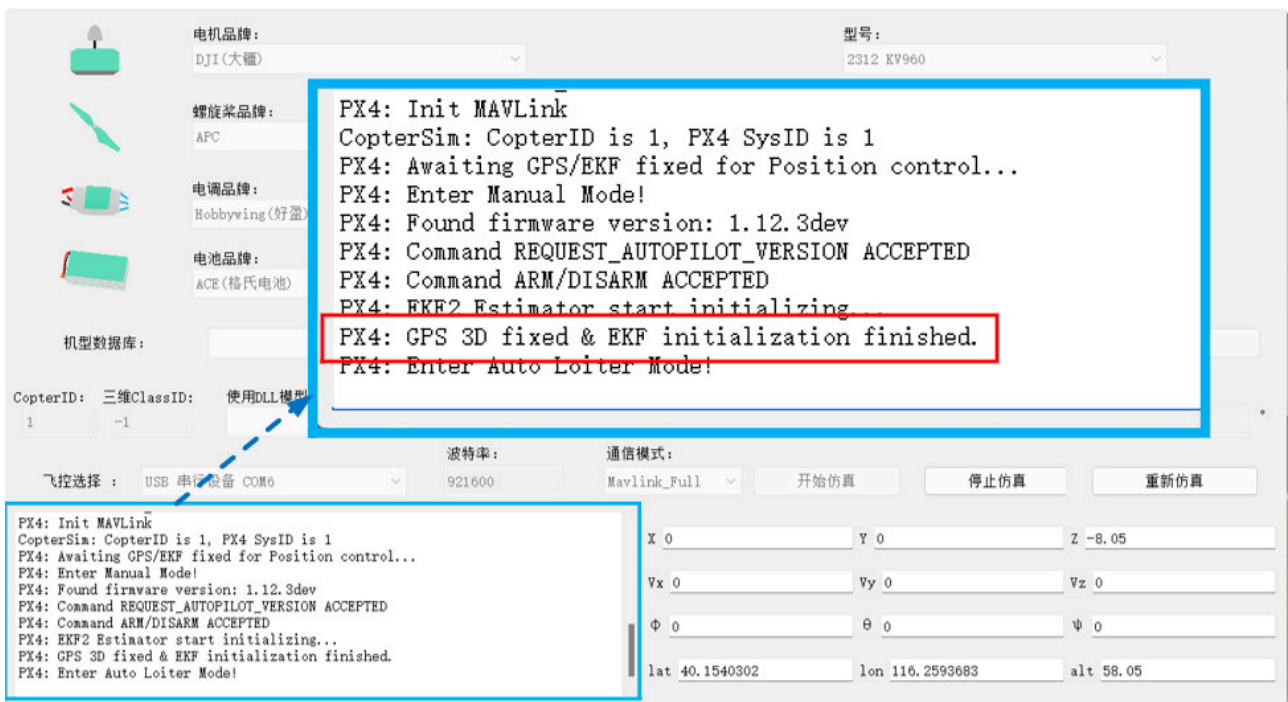 电机品牌：
型号：
DJI(大疆)
2312 KV960
螺旋桨品牌：
APC
电调品牌：
Hobbywing(好盈)
电池品牌：
ACE(格氏电池)
PX4: Init MAVLink
CopterSim: CopterID is 1, PX4 SysID is 1
PX4: Awaiting GPS/EKF fixed for Position control...
PX4: Enter Manual Mode!
PX4: Found firmware version: 1.12.3dev
PX4: Command REQUEST_AUTOPILOT_VERSION ACCEPTED
PX4: Command ARM/DISARM ACCEPTED
PX4: EKF2 Estimator start initializing...
PX4: GPS 3D fixed & EKF initialization finished.
PX4: Enter Auto Loiter Mode!
机型数据库：
CopterID: 三维ClassID: 使用DLL模型
1 -1 °
波特率： 通信模式：
飞控选择 ： USB 串行设备 COM6 921600 Mavlink_Full 开始仿真 停止仿真 重新仿真
PX4: Init MAVLink
CopterSim: CopterID is 1, PX4 SysID is 1
PX4: Awaiting GPS/EKF fixed for Position control...
PX4: Enter Manual Mode!
PX4: Found firmware version: 1.12.3dev
PX4: Command REQUEST_AUTOPILOT_VERSION ACCEPTED
PX4: Command ARM/DISARM ACCEPTED
PX4: EKF2 Estimator start initializing...
PX4: GPS 3D fixed & EKF initialization finished.
PX4: Enter Auto Loiter Mode!
X 0 Y 0 Z -8.05
Vx 0 Vy 0 Vz 0
Φ 0 θ 0 Ψ 0
lat 40.1540302 lon 116.2593683 alt 58.05